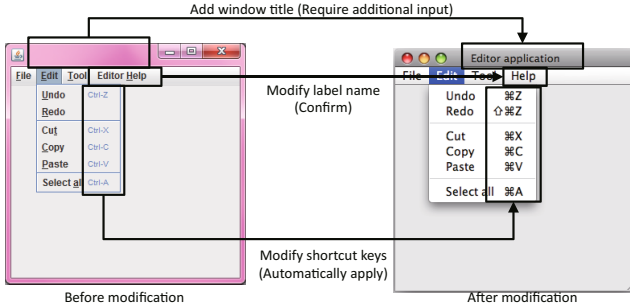 Add window title (Require additional input)
Editor application
File Edit Tool Editor Help
File Edit Tool Help
Undo Ctrl-Z
Redo
Cut Ctrl-X
Copy Ctrl-C
Paste Ctrl-V
Select all Ctrl-A
Modify label name
(Confirm)
Undo ⌘Z
Redo ⇧⌘Z
Cut ⌘X
Copy ⌘C
Paste ⌘V
Select all ⌘A
Modify shortcut keys
(Automatically apply)
Before modification
After modification